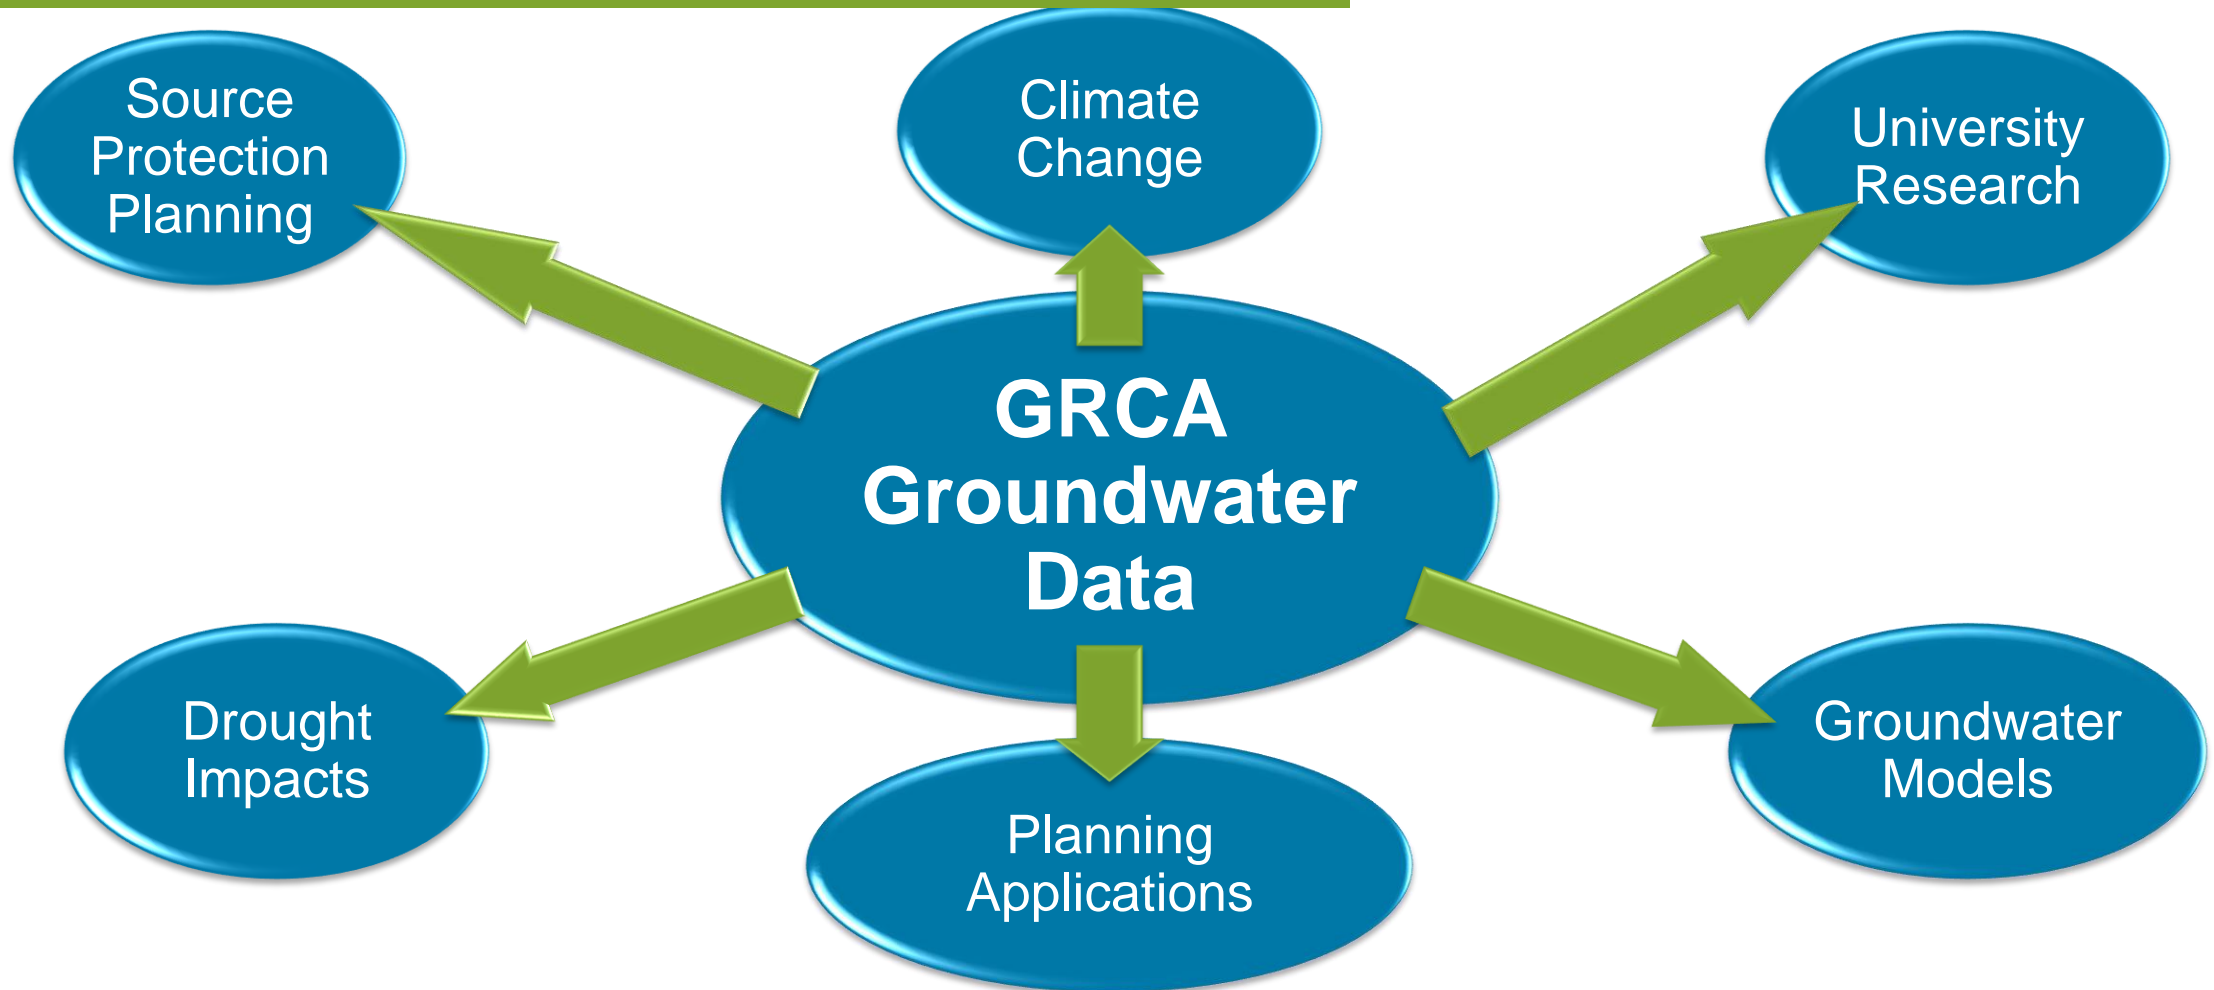 Source
Protection
Planning
Climate
Change
University
Research
GRCA
Groundwater
Data
Drought
Impacts
Planning
Applications
Groundwater
Models